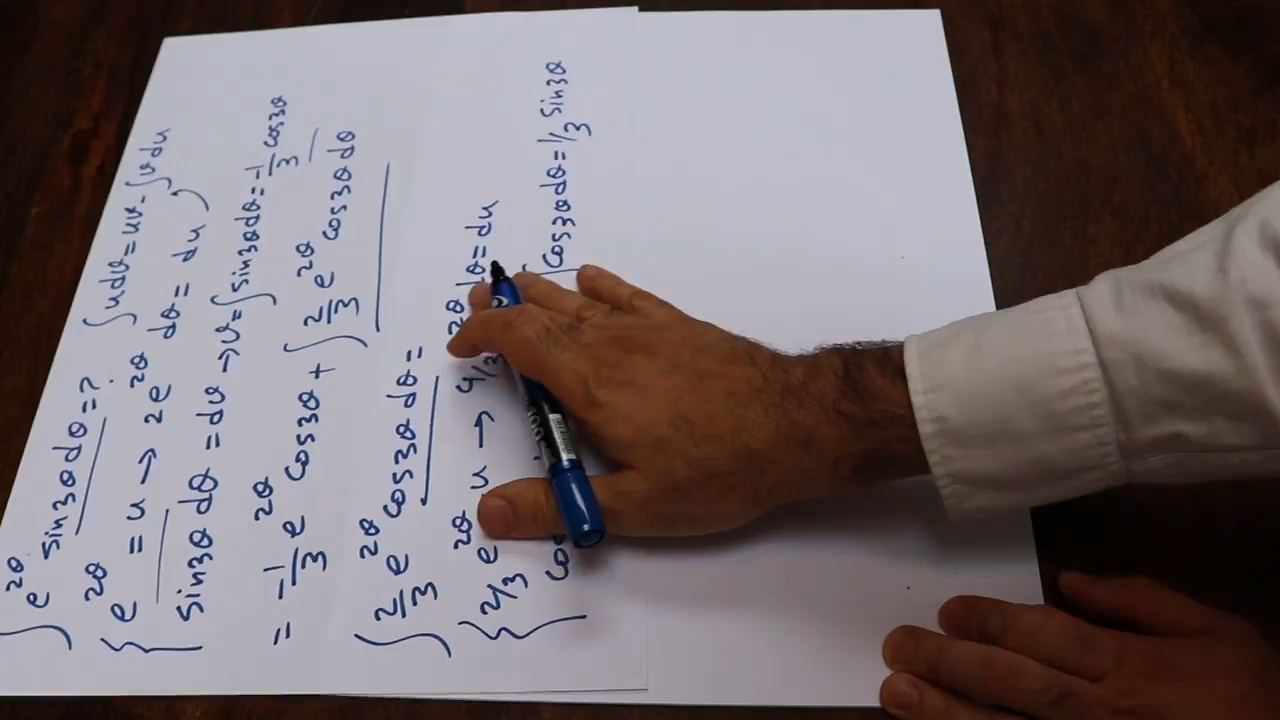 ∫ e^{2θ} sin3θ dθ = ? ∫ u dv = uv - ∫ v du
{ e^{2θ} = u → 2e^{2θ} dθ = du ,
sin3θ dθ = dv → v = ∫ sin3θ dθ = -1/3 cos3θ
= -1/3 e^{2θ} cos3θ + ∫ 2/3 e^{2θ} cos3θ dθ
∫ 2/3 e^{2θ} cos3θ dθ =
{ 2/3 e^{2θ} u → 4/3 2θ dθ = du
cos3θ dθ = 1/3 sin3θ